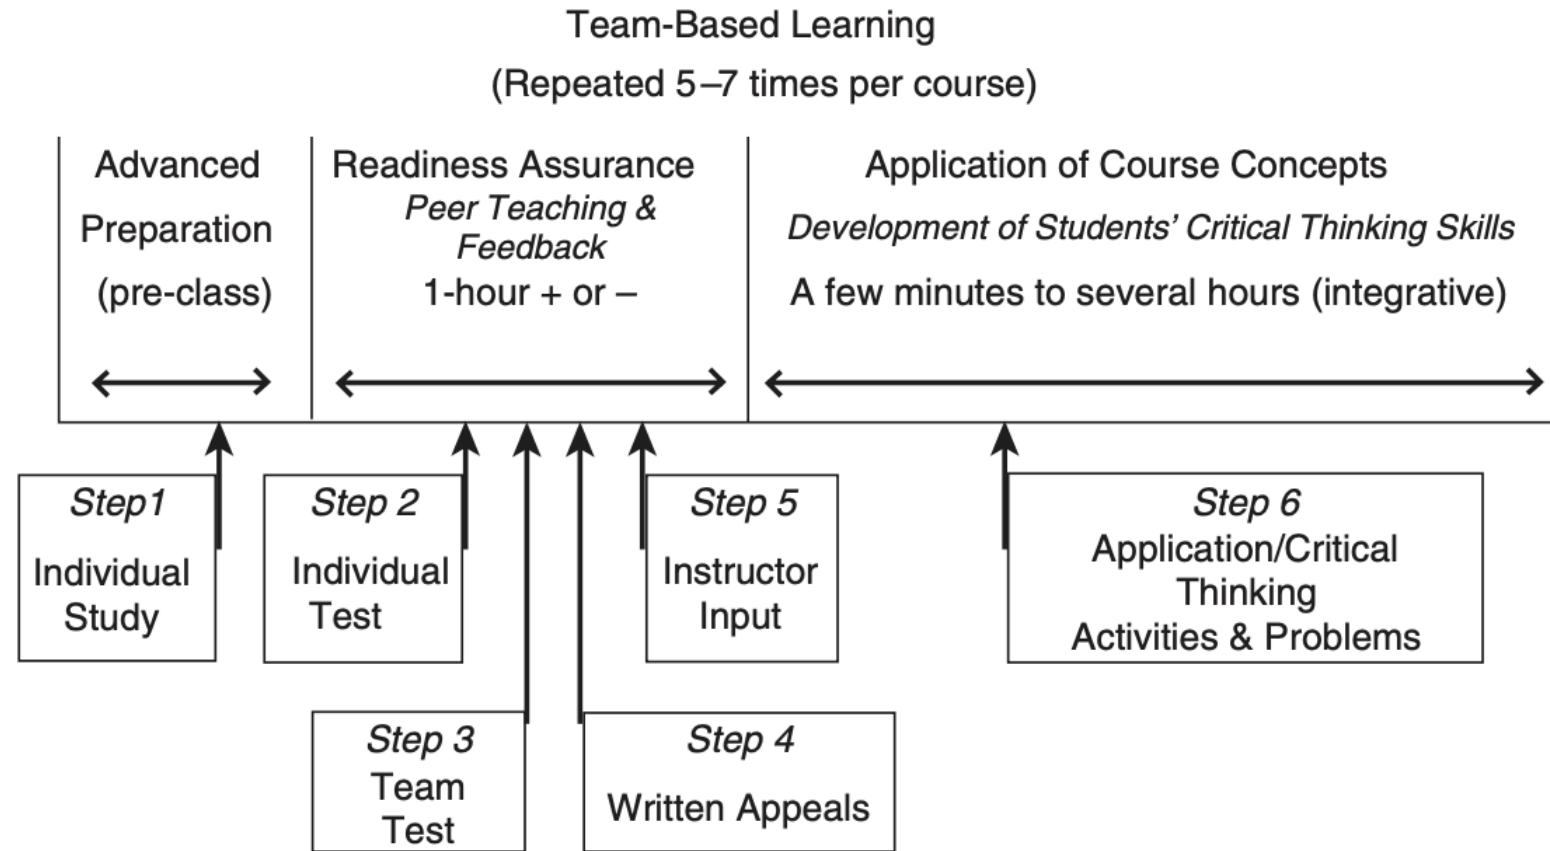 Team-Based Learning
(Repeated 5–7 times per course)
Advanced
Preparation
(pre-class)
Readiness Assurance
Peer Teaching &
Feedback
1-hour + or –
Application of Course Concepts
Development of Students’ Critical Thinking Skills
A few minutes to several hours (integrative)
Step1
Individual
Study
Step 2
Individual
Test
Step 3
Team
Test
Step 4
Written Appeals
Step 5
Instructor
Input
Step 6
Application/Critical
Thinking
Activities & Problems